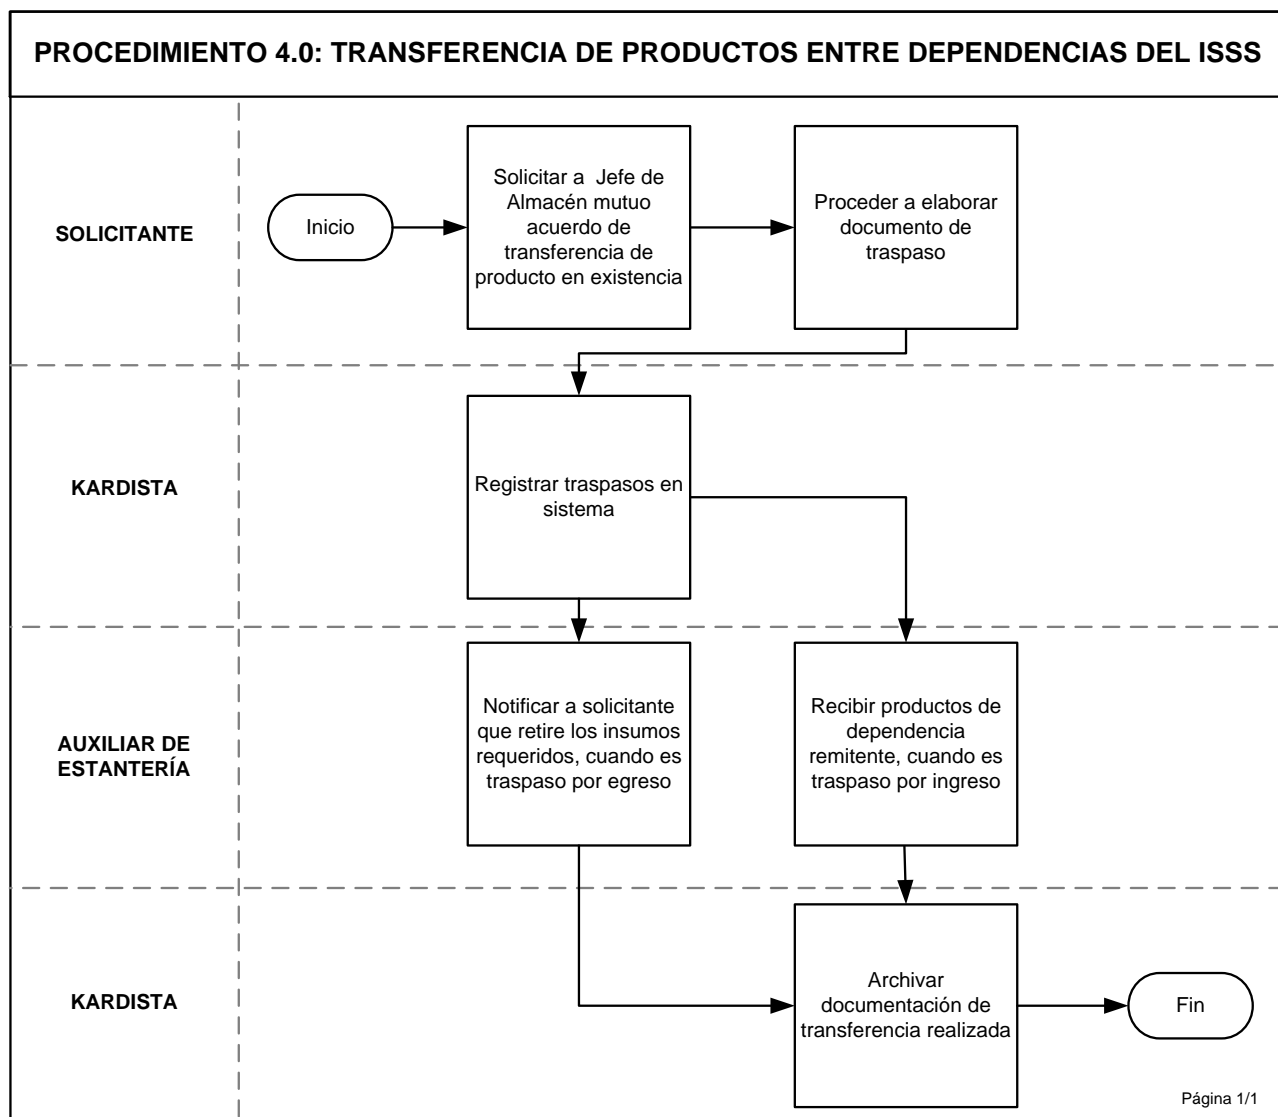 PROCEDIMIENTO 4.0: TRANSFERENCIA DE PRODUCTOS ENTRE DEPENDENCIAS DEL ISSS
SOLICITANTE
Inicio
Solicitar a  Jefe de
Almacén mutuo
acuerdo de
transferencia de
producto en existencia
Proceder a elaborar
documento de
traspaso
KARDISTA
Registrar traspasos en
sistema
AUXILIAR DE
ESTANTERÍA
Notificar a solicitante
que retire los insumos
requeridos, cuando es
traspaso por egreso
Recibir productos de
dependencia
remitente, cuando es
traspaso por ingreso
KARDISTA
Archivar
documentación de
transferencia realizada
Fin
Página 1/1